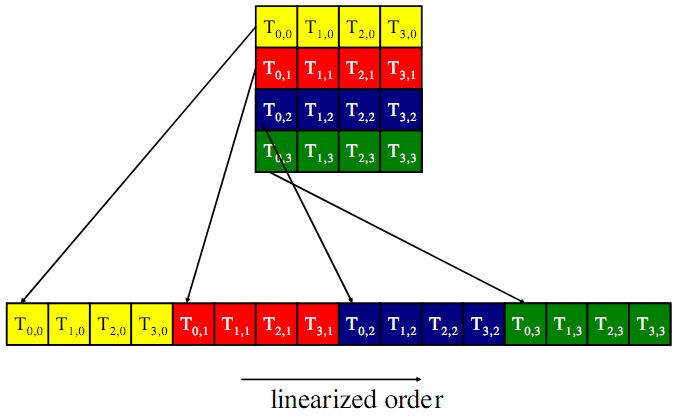 T0,0 T1,0 T2,0 T3,0
T0,1 T1,1 T2,1 T3,1
T0,2 T1,2 T2,2 T3,2
T0,3 T1,3 T2,3 T3,3
T0,0 T1,0 T2,0 T3,0 T0,1 T1,1 T2,1 T3,1 T0,2 T1,2 T2,2 T3,2 T0,3 T1,3 T2,3 T3,3
linearized order